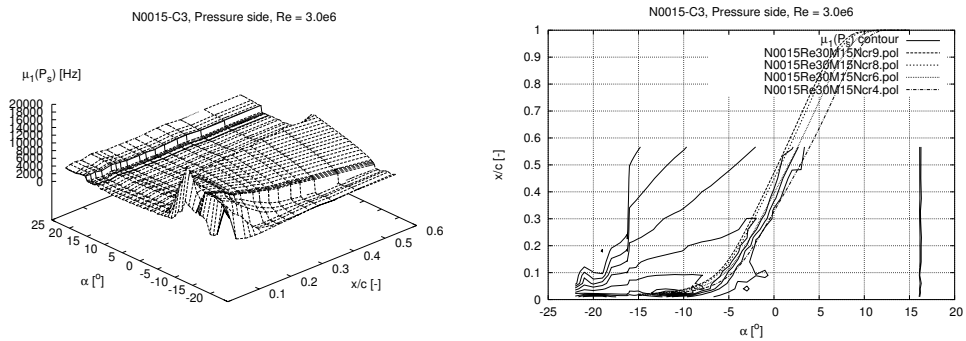 N0015-C3, Pressure side, Re = 3.0e6
μ1(Ps) [Hz]
20000
18000
16000
14000
12000
10000
8000
6000
4000
2000
0
25
20
15
10
5
0
-5
-10
-15
-20
α [°]
0.1
0.2
0.3
0.4
0.5
0.6
x/c [-]
N0015-C3, Pressure side, Re = 3.0e6
μ1(Ps) contour
N0015Re30M15Ncr9.pol
N0015Re30M15Ncr8.pol
N0015Re30M15Ncr6.pol
N0015Re30M15Ncr4.pol
1
0.9
0.8
0.7
0.6
0.5
0.4
0.3
0.2
0.1
0
x/c [-]
-25 -20 -15 -10 -5 0 5 10 15 20
α [°]